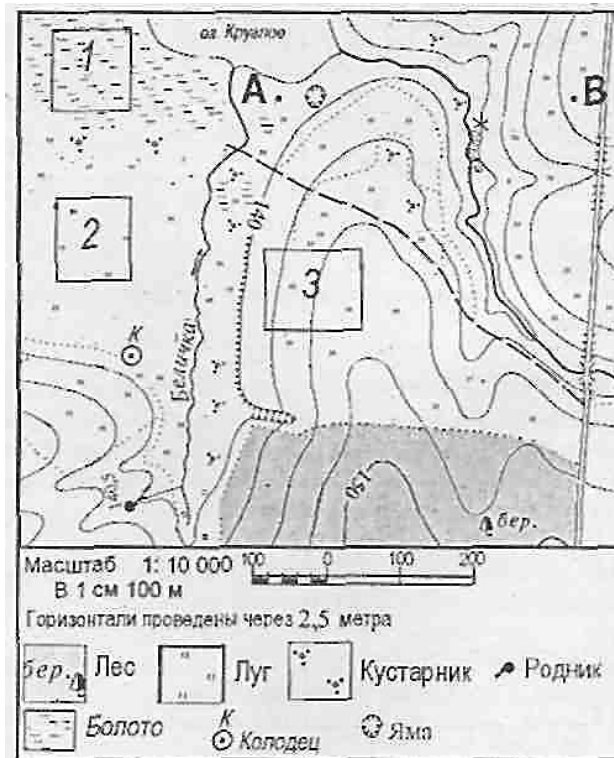 оз. Круглое
1
А
В
2
140
3
К
Беличка
150
бер.
Масштаб 1: 10 000
В 1 см 100 м
100 0 100 200
Горизонтали проведены через 2,5 метра
бер. Лес
Луг
Кустарник
Родник
Болото
К
Колодец
Яма